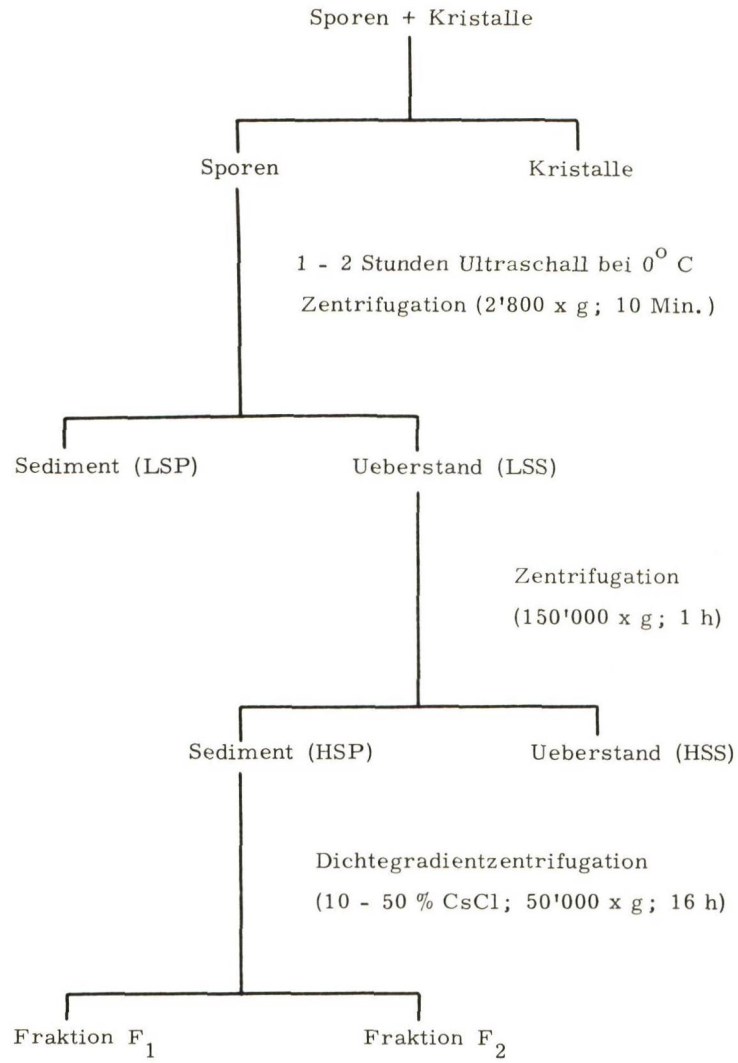 Sporen + Kristalle
Sporen
Kristalle
1 - 2 Stunden Ultraschall bei 0° C
Zentrifugation (2'800 x g; 10 Min.)
Sediment (LSP)
Ueberstand (LSS)
Zentrifugation
(150'000 x g; 1 h)
Sediment (HSP)
Ueberstand (HSS)
Dichtegradientzentrifugation
(10 - 50 % CsCl; 50'000 x g; 16 h)
Fraktion F₁
Fraktion F₂